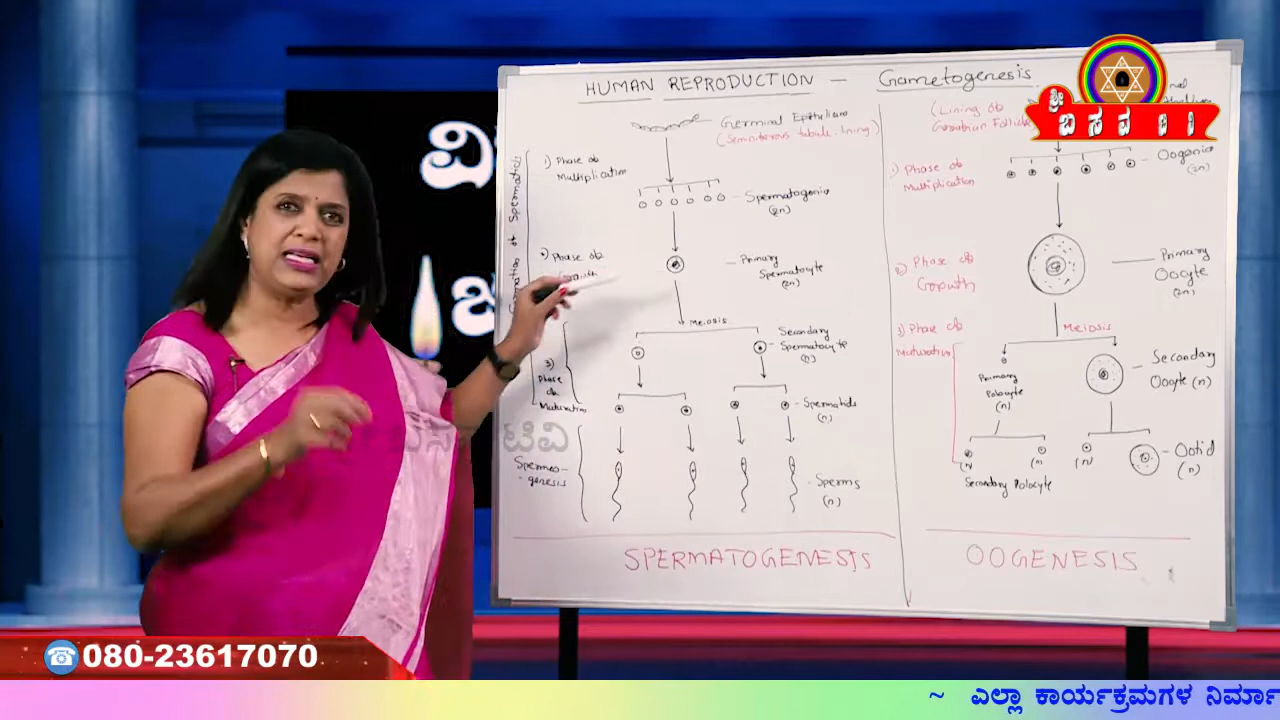 HUMAN REPRODUCTION — Gametogenesis
Germinal Epithelium
(Seminiferous tubule lining)
1) Phase of
Multiplication
Spermatogonia
(2n)
2) Phase of
Growth
Primary
Spermatocyte
(2n)
Meiosis
Secondary
Spermatocyte
(n)
3)
Phase
of
Maturation
Spermatids
(n)
Spermeo-
-genesis
Sperms
(n)
SPERMATOGENESIS
(Lining of
Graafian Follicle
1) Phase of
Multiplication
Oogonia
(2n)
2) Phase of
Growth
Primary
Oocyte
(2n)
3) Phase of
Maturation
Meiosis
Primary
Polocyte
(n)
Secondary
Oocyte (n)
(n) (n) (n)
Ootid
(n)
Secondary Polocyte
OOGENESIS
ಶ್ರೀ
ಬಸವ
ಟಿವಿ
080-23617070
~ ಎಲ್ಲಾ ಕಾರ್ಯಕ್ರಮಗಳ ನಿರ್ಮಾ